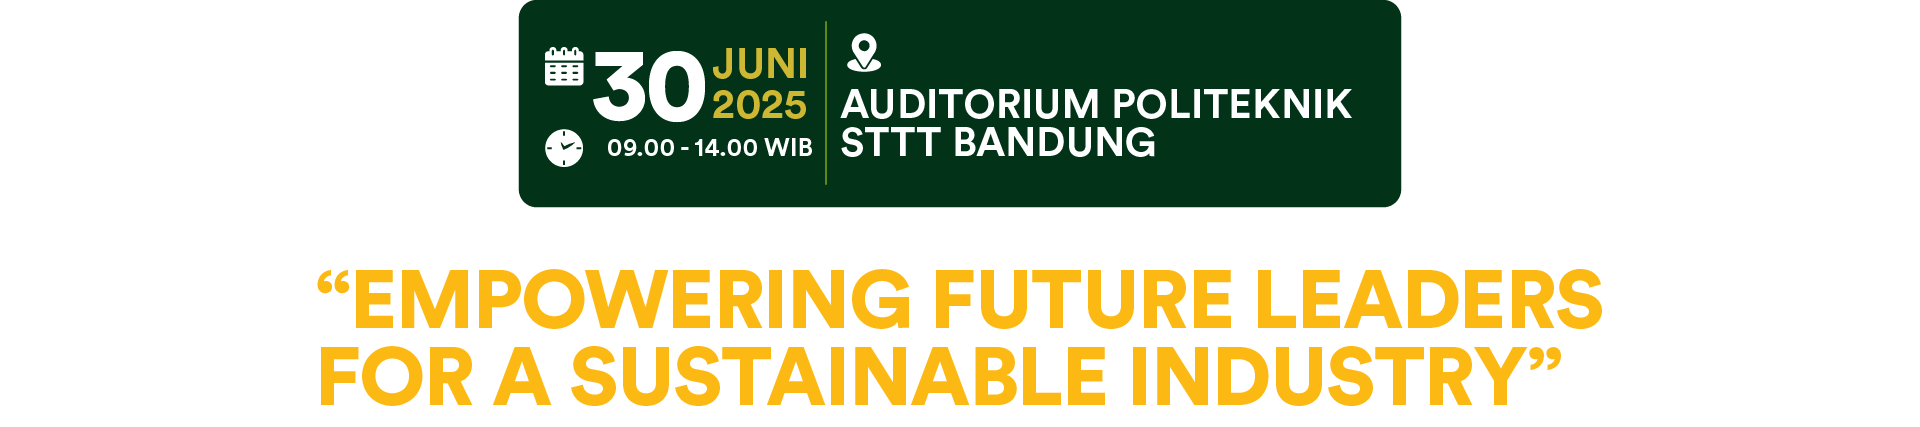 30 JUNI
2025
09.00 - 14.00 WIB
AUDITORIUM POLITEKNIK
STTT BANDUNG
“EMPOWERING FUTURE LEADERS
FOR A SUSTAINABLE INDUSTRY”